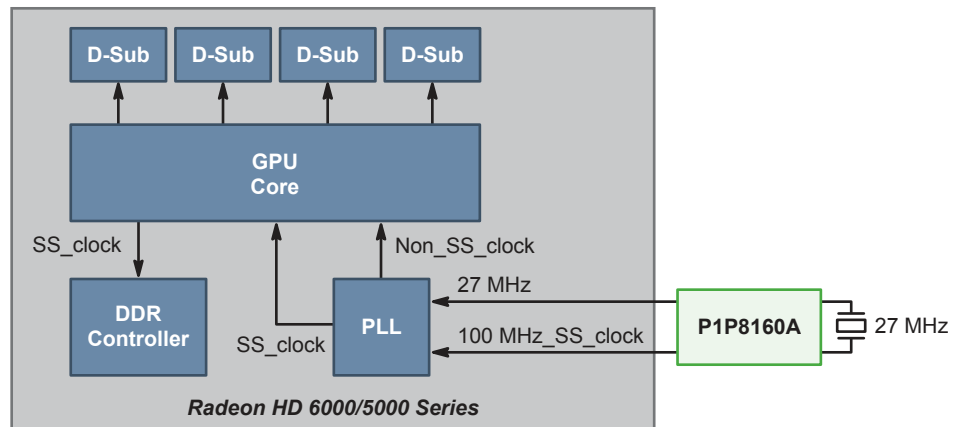 D-Sub
D-Sub
D-Sub
D-Sub
GPU
Core
SS_clock
Non_SS_clock
27 MHz
DDR
Controller
PLL
P1P8160A
27 MHz
SS_clock
100 MHz_SS_clock
Radeon HD 6000/5000 Series